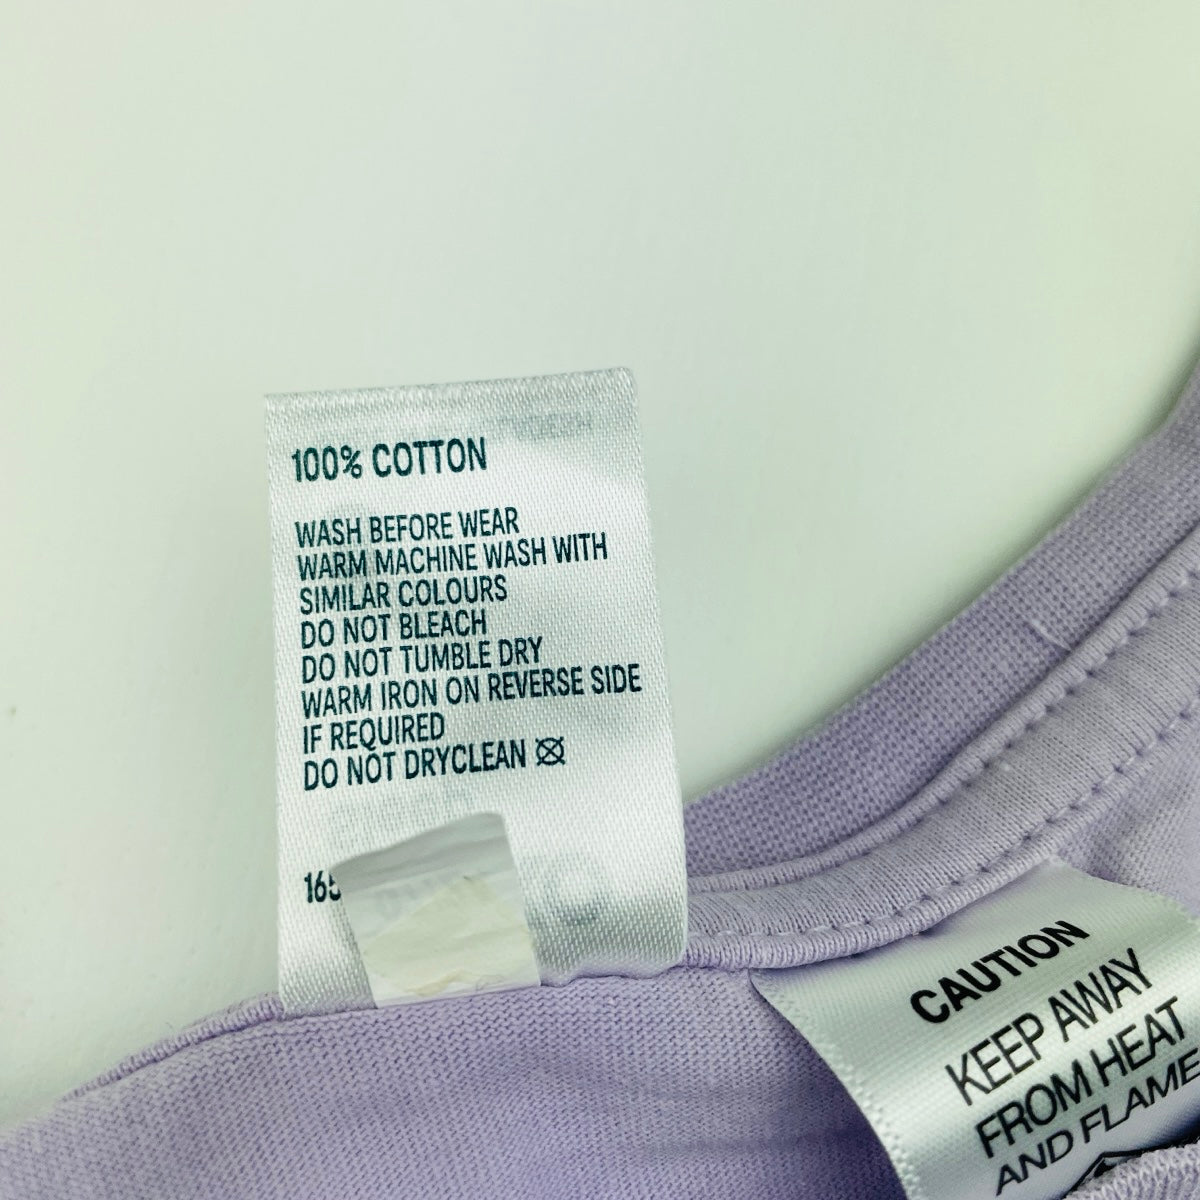 100% COTTON
WASH BEFORE WEAR
WARM MACHINE WASH WITH
SIMILAR COLOURS
DO NOT BLEACH
DO NOT TUMBLE DRY
WARM IRON ON REVERSE SIDE
IF REQUIRED
DO NOT DRYCLEAN
CAUTION
KEEP AWAY
FROM HEAT
AND FLAME